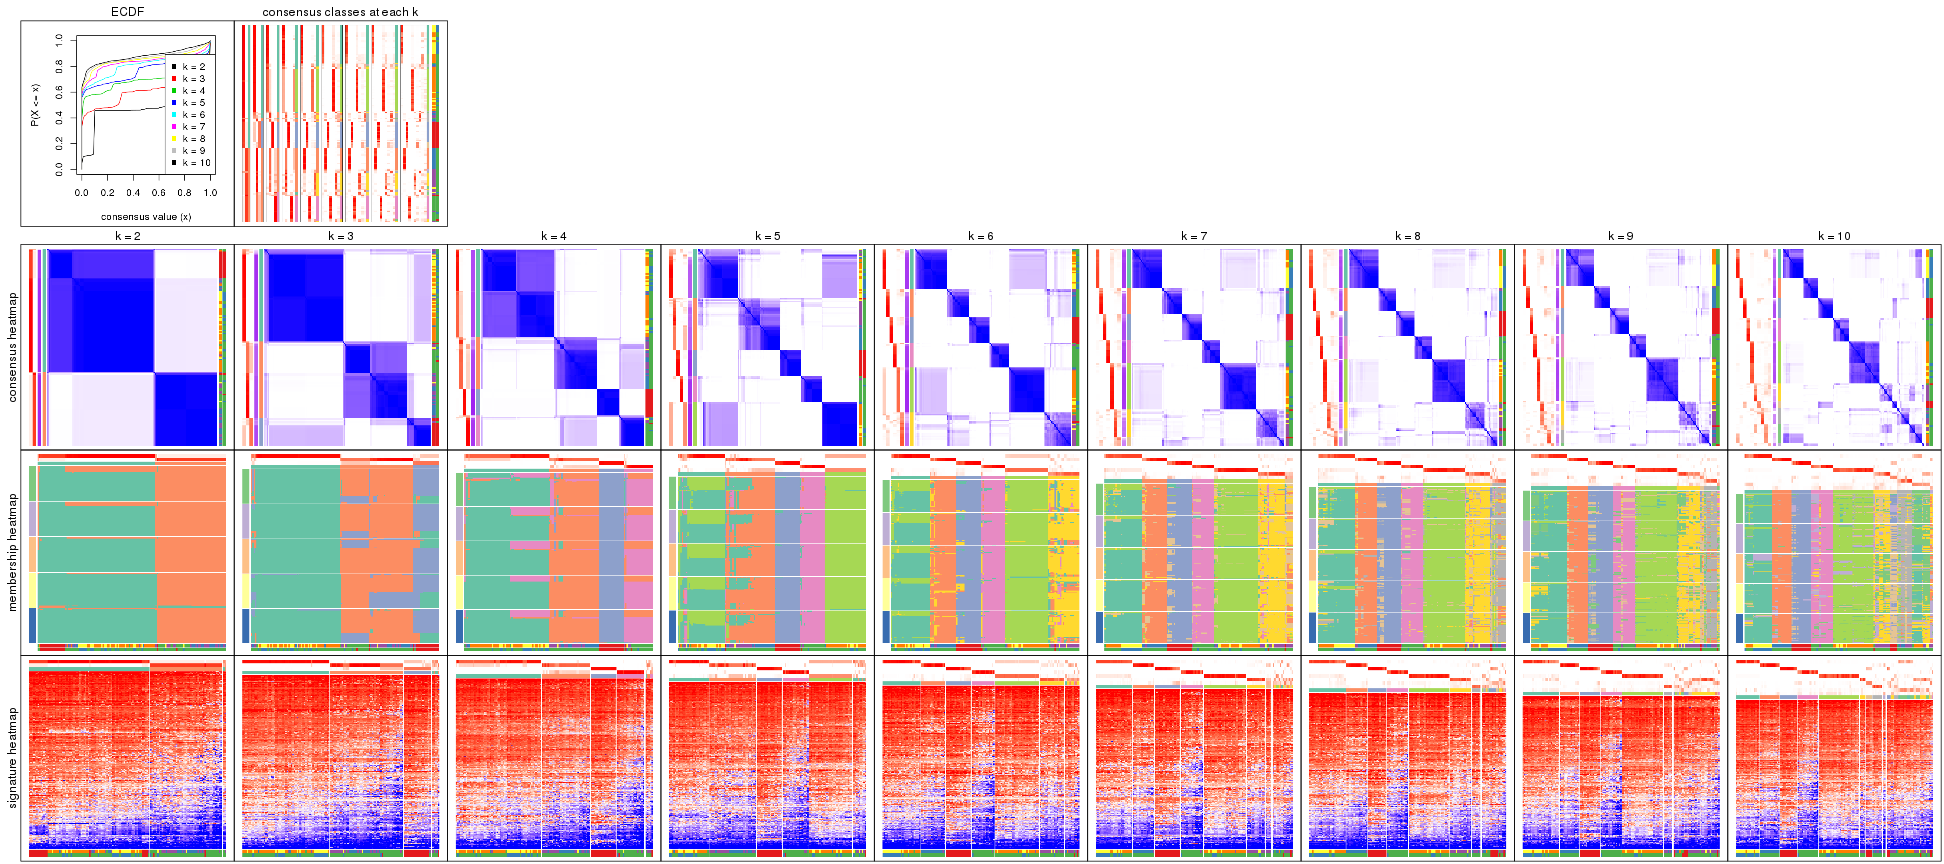 ECDF
consensus classes at each k
P(X <= x)
0.0 0.2 0.4 0.6 0.8 1.0
k = 2
k = 3
k = 4
k = 5
k = 6
k = 7
k = 8
k = 9
k = 10
0.0 0.2 0.4 0.6 0.8 1.0
consensus value (x)
k = 2 k = 3 k = 4 k = 5 k = 6 k = 7 k = 8 k = 9 k = 10
consensus heatmap
membership heatmap
signature heatmap